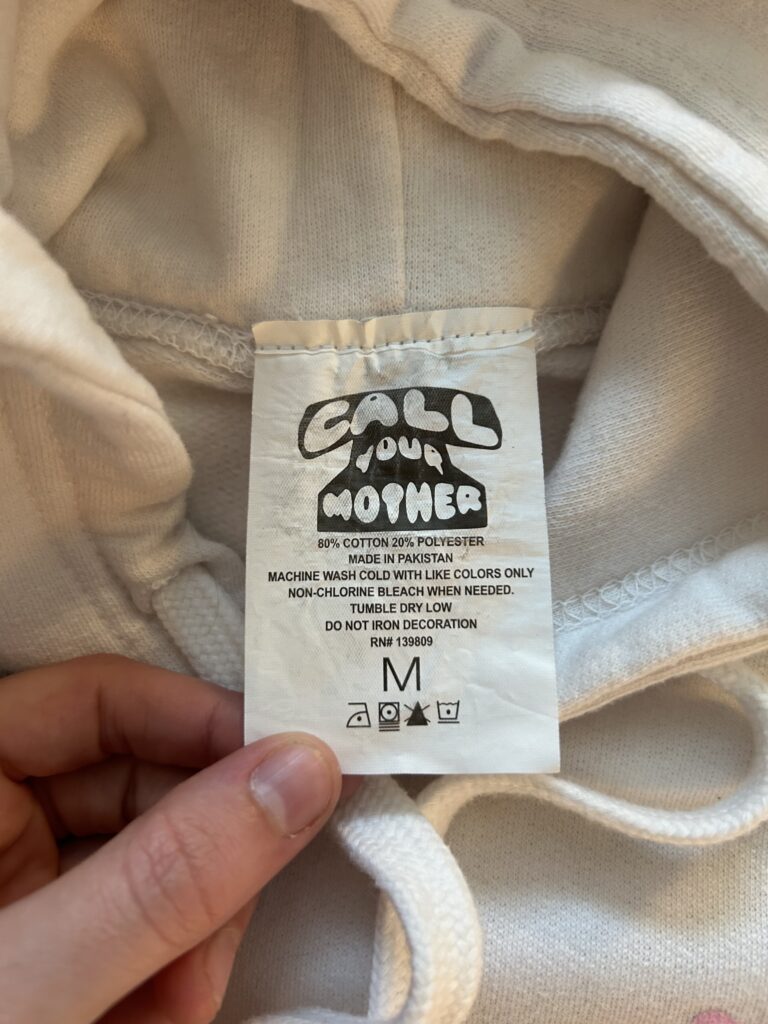 CALL
YOUR
MOTHER
80% COTTON 20% POLYESTER
MADE IN PAKISTAN
MACHINE WASH COLD WITH LIKE COLORS ONLY
NON-CHLORINE BLEACH WHEN NEEDED.
TUMBLE DRY LOW
DO NOT IRON DECORATION
RN# 139809
M